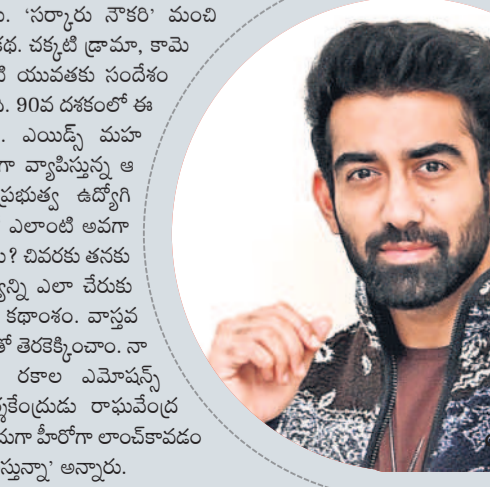 . ‘సర్కారు నౌకరి’ మంచి
కథ. చక్కటి డ్రామా, కామె
టి యువతకు సందేశం
ది. 90వ దశకంలో ఈ
. ఎయిడ్స్ మహ
గా వ్యాపిస్తున్న ఆ
ప్రభుత్వ ఉద్యోగి
ఎలాంటి అవగా
? చివరకు తనకు
ఎలా చేరుకు
కథాంశం. వాస్తవ
తో తెరకెక్కించాం. నా
రకాల ఎమోషన్స్
రాఘవేంద్ర
హీరోగా లాంచ్‌కావడం
అన్నారు.